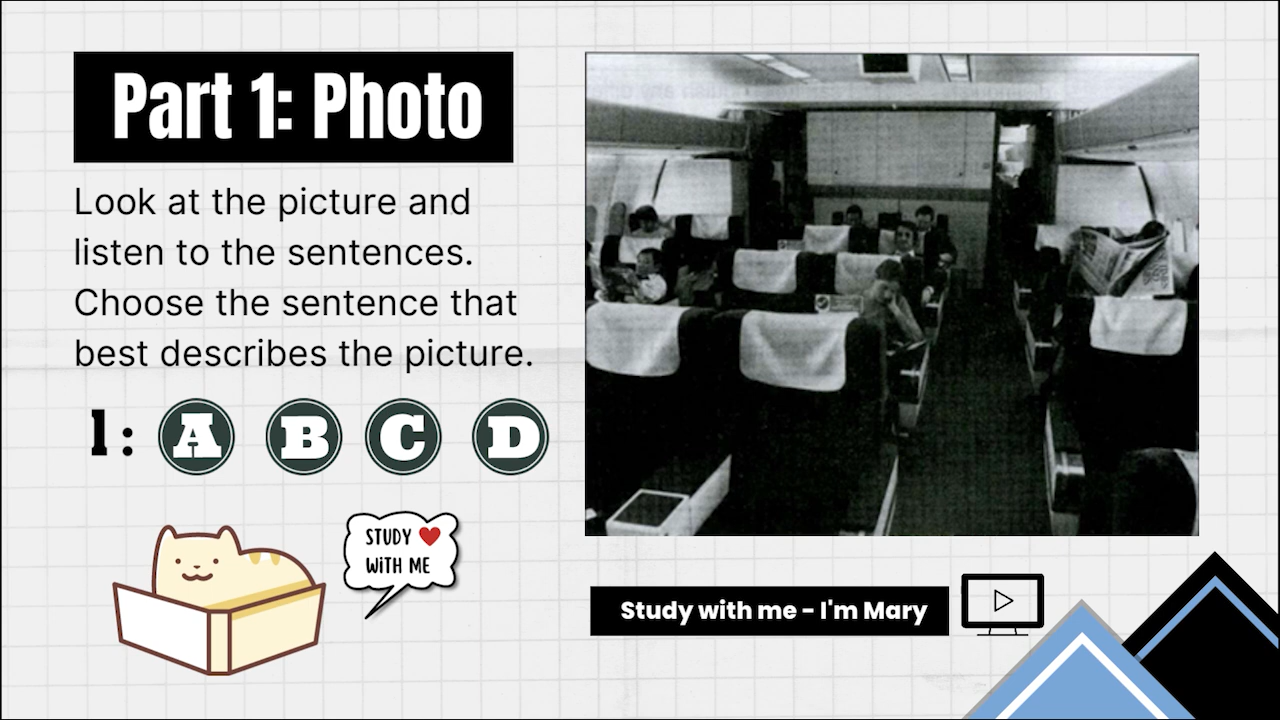 Part 1: Photo
Look at the picture and
listen to the sentences.
Choose the sentence that
best describes the picture.
1: A B C D
STUDY ❤
WiTH ME
Study with me - I'm Mary